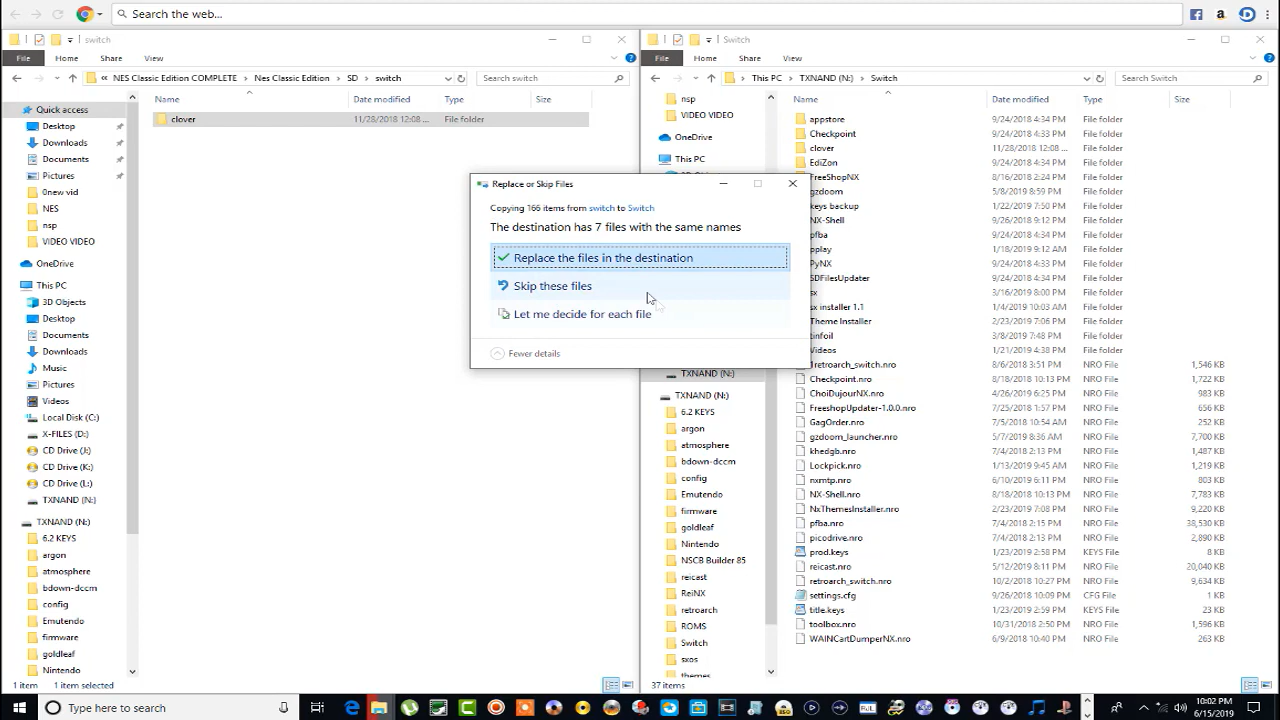 Search the web...
switch
File
Home
Share
View
NES Classic Edition COMPLETE
Nes Classic Edition
SD
switch
Search switch
Name
Date modified
Type
Size
Quick access
Desktop
Downloads
Documents
Pictures
0new vid
NES
nsp
VIDEO VIDEO
OneDrive
This PC
3D Objects
Desktop
Documents
Downloads
Music
Pictures
Videos
Local Disk (C:)
X-FILES (D:)
CD Drive (J:)
CD Drive (K:)
CD Drive (L:)
TXNAND (N:)
TXNAND (N:)
6.2 KEYS
argon
atmosphere
bdown-dccm
config
Emutendo
firmware
goldleaf
Nintendo
clover 11/28/2018 12:08 ... File folder
1 item 1 item selected
Switch
File
Home
Share
View
This PC
TXNAND (N:)
Switch
Search Switch
Name
Date modified
Type
Size
nsp
VIDEO VIDEO
OneDrive
This PC
TXNAND (N:)
TXNAND (N:)
6.2 KEYS
argon
atmosphere
bdown-dccm
config
Emutendo
firmware
goldleaf
Nintendo
NSCB Builder 85
reicast
ReiNX
retroarch
ROMS
Switch
sxos
themes
appstore 9/24/2018 4:34 PM File folder
Checkpoint 9/24/2018 4:33 PM File folder
clover 11/28/2018 12:08 ... File folder
EdiZon 9/24/2018 4:34 PM File folder
FreeShopNX 8/16/2018 2:24 PM File folder
gzdoom 5/8/2019 8:59 PM File folder
keys backup 1/22/2019 7:50 PM File folder
NX-Shell 9/24/2018 4:34 PM File folder
pfba 9/24/2018 4:34 PM File folder
pplay File folder
PyNX File folder
SDFilesUpdater File folder
sx 3/16/2019 8:00 PM File folder
sx installer 1.1 1/4/2019 10:03 AM File folder
Theme Installer 2/23/2019 7:06 PM File folder
tinfoil 5/8/2019 8:35 PM File folder
Videos 1/21/2019 4:38 PM File folder
1retroarch_switch.nro 8/6/2018 3:51 PM NRO File 1,546 KB
Checkpoint.nro 8/18/2018 10:13 PM NRO File 1,722 KB
ChoiDujourNX.nro 4/26/2019 6:25 PM NRO File 983 KB
FreeshopUpdater-1.0.0.nro 7/25/2018 1:57 PM NRO File 656 KB
GagOrder.nro 7/5/2018 10:54 AM NRO File 252 KB
gzdoom_launcher.nro 5/12/2019 8:36 AM NRO File 7,700 KB
khedgb.nro 7/4/2018 2:13 PM NRO File 1,487 KB
Lockpick.nro 1/13/2019 9:45 AM NRO File 1,219 KB
nxmtp.nro 6/10/2019 6:11 PM NRO File 803 KB
NX-Shell.nro 8/18/2018 10:13 PM NRO File 7,783 KB
NxThemesInstaller.nro 2/23/2019 7:08 PM NRO File 9,220 KB
pfba.nro 7/4/2018 2:15 PM NRO File 38,530 KB
picodrive.nro 7/4/2018 2:13 PM NRO File 2,890 KB
prod.keys 1/23/2019 2:58 PM KEYS File 8 KB
reicast.nro 5/12/2019 8:11 PM NRO File 20,040 KB
retroarch_switch.nro 10/2/2018 10:27 PM NRO File 9,634 KB
settings.cfg 9/26/2018 10:09 PM CFG File 1 KB
title.keys 1/23/2019 2:59 PM KEYS File 23 KB
toolbox.nro 10/31/2018 2:50 PM NRO File 1,596 KB
WAINCartDumperNX.nro 6/9/2018 10:40 PM NRO File 263 KB
37 items
Replace or Skip Files
Copying 166 items from switch to Switch
The destination has 7 files with the same names
Replace the files in the destination
Skip these files
Let me decide for each file
Fewer details
Type here to search
10:02 PM
6/15/2019